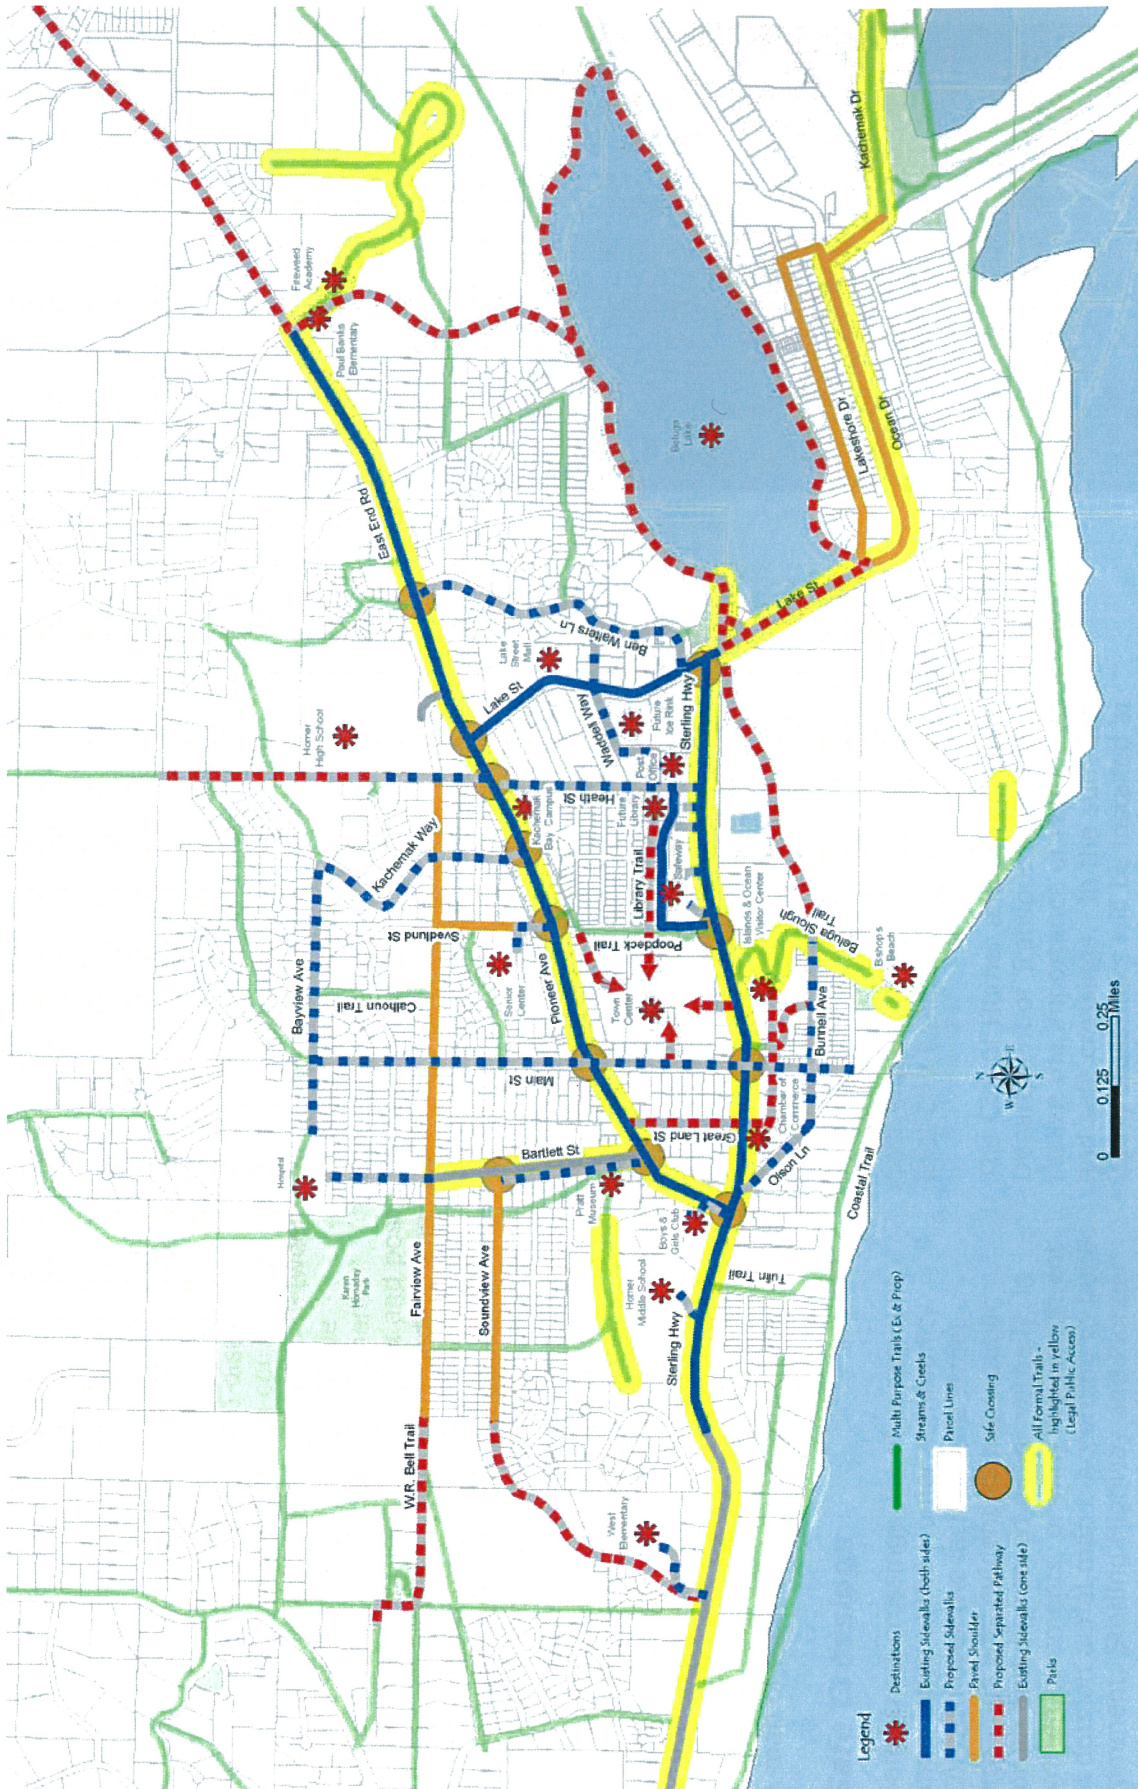 Kachemak Dr
Fireweed
Academy
Paul Banks
Elementary
East End Rd
Beluga
Lake
Lakeshore Dr
Ocean Dr
Lake St
Ben Walters Ln
Lake
Street
Mall
Lake St
Homer
High School
Waddell Way
Future
Ice Rink
Sterling Hwy
Post
Office
Heath St
Kachemak
Bay Campus
Future
Library
Kachemak Way
Library Trail
Safeway
Islands & Ocean
Visitor Center
Beluga Slough
Trail
Bishop's
Beach
Svedlund St
Poopdeck Trail
Senior
Center
Pioneer Ave
Town
Center
Bayview Ave
Calhoun Trail
Bunnell Ave
Main St
Chamber of
Commerce
Great Land St
Bartlett St
Olson Ln
Hospital
Pratt
Museum
Boys &
Girls Club
Coastal Trail
Karen
Hornaday
Park
Fairview Ave
Soundview Ave
Homer
Middle School
Sterling Hwy
Tulin Trail
W.R. Bell Trail
West
Elementary
N
E
S
W
0
0.125
0.25
Miles
Legend
Destinations
Existing Sidewalks (both sides)
Proposed Sidewalks
Paved Shoulder
Proposed Separated Pathway
Existing Sidewalks (one side)
Parks
Multi Purpose Trails (Ex & Prop)
Streams & Creeks
Parcel Lines
Safe Crossing
All Formal Trails -
highlighted in yellow
(Legal Public Access)